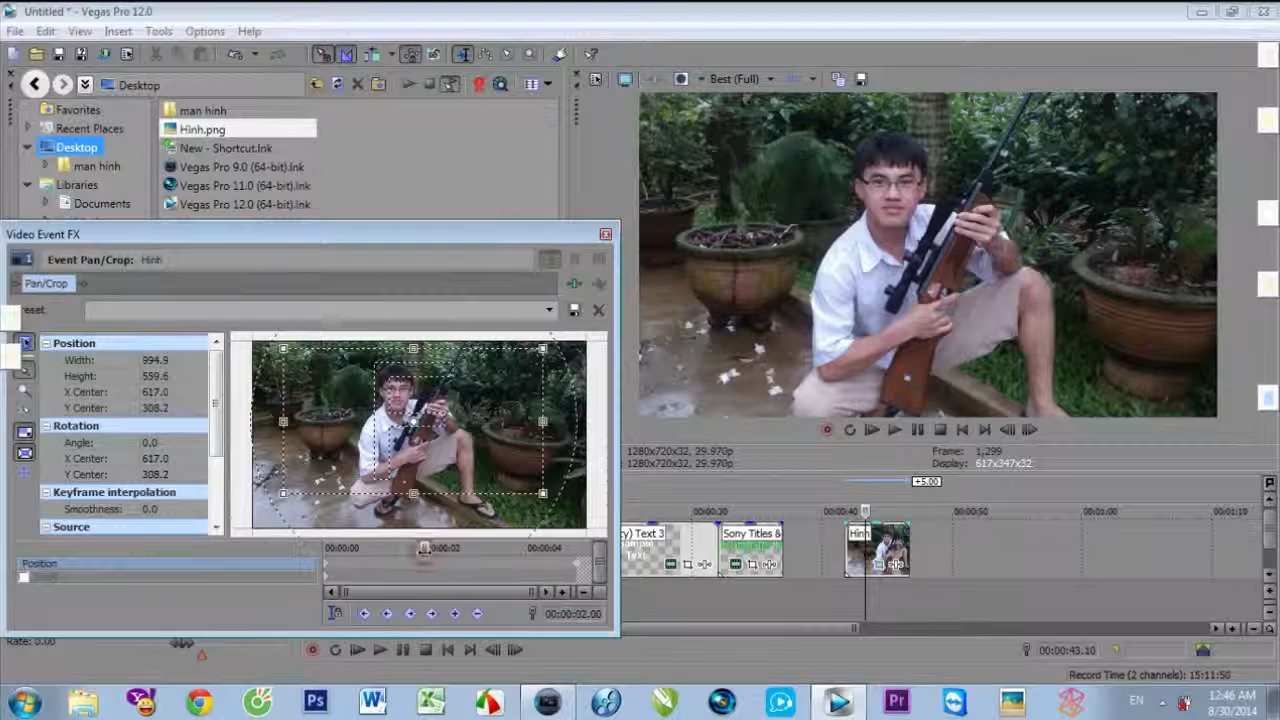 Untitled * - Vegas Pro 12.0
File Edit View Insert Tools Options Help
Desktop
Best (Full)
Favorites
Recent Places
Desktop
man hinh
Libraries
Documents
man hinh
Hinh.png
New - Shortcut.lnk
Vegas Pro 9.0 (64-bit).lnk
Vegas Pro 11.0 (64-bit).lnk
Vegas Pro 12.0 (64-bit).lnk
Video Event FX
Event Pan/Crop: Hinh
Pan/Crop
reset:
Position
Width: 994.9
Height: 559.6
X Center: 617.0
Y Center: 308.2
Rotation
Angle: 0.0
X Center: 617.0
Y Center: 308.2
Keyframe interpolation
Smoothness: 0.0
Source
00:00:00 00:00:02 00:00:04
Position
00:00:02.00
1280x720x32, 29.970p
1280x720x32, 29.970p
Frame: 1,299
Display: 617x347x32
+5.00
00:00:30 00:00:40 00:00:50 00:01:00 00:01:10
y) Text 3
Text
Sony Titles &
Hinh
00:00:43.10
Rate: 0.00
Record Time (2 channels): 15:11:50
EN
12:46 AM
8/30/2014